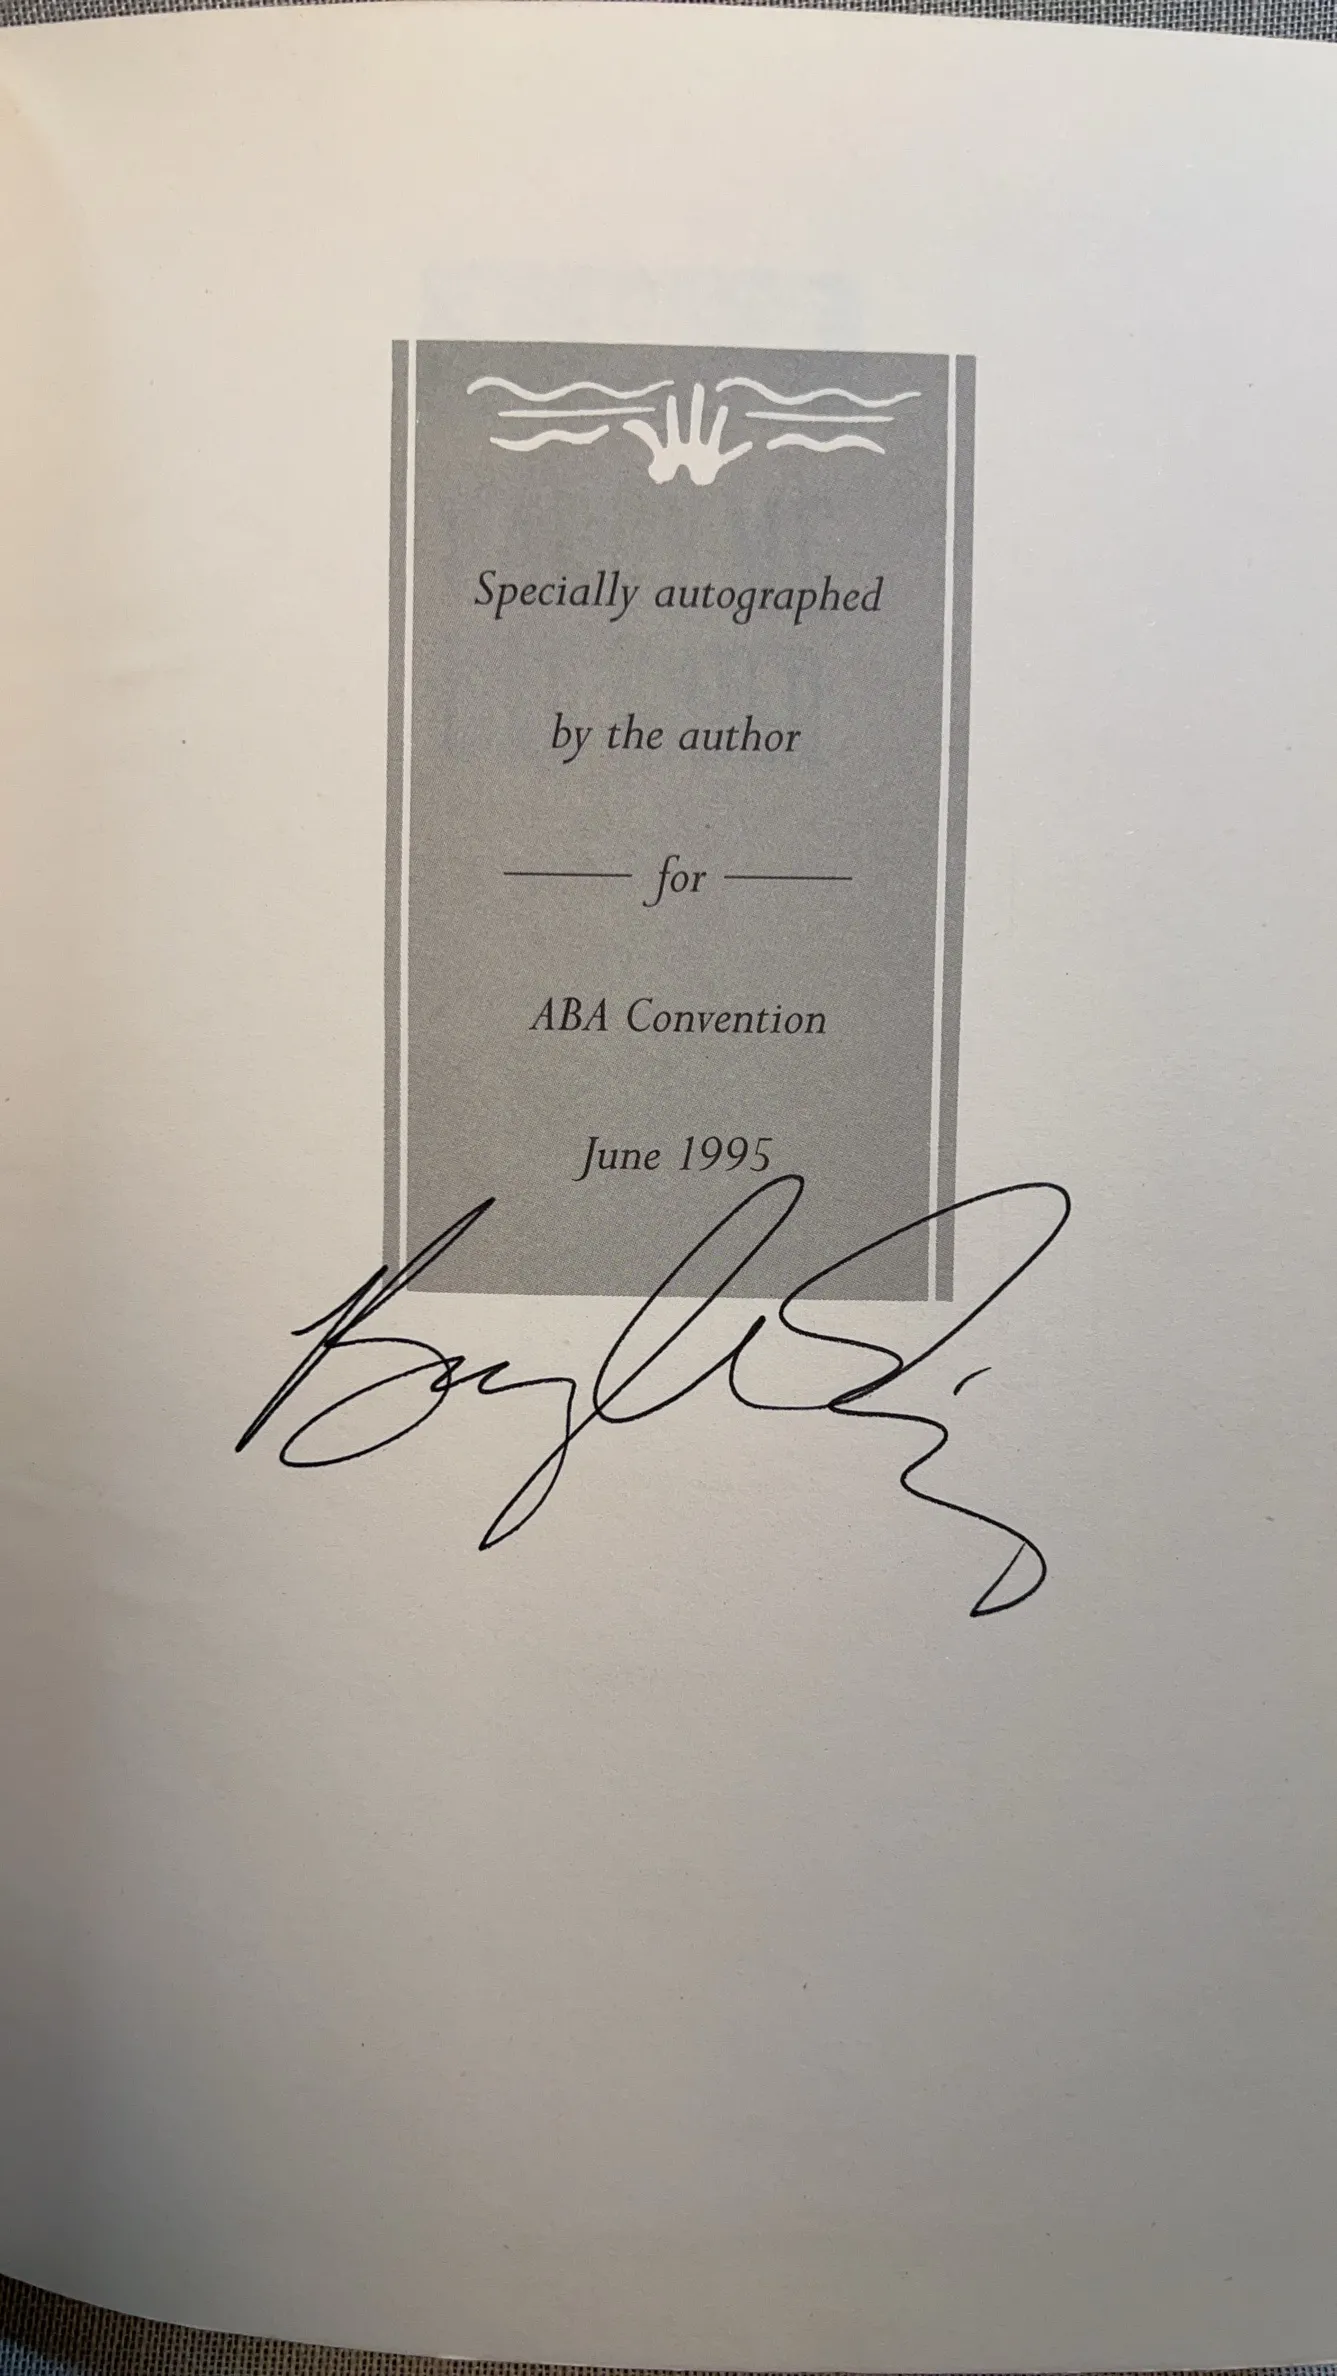 Specially autographed
by the author
for
ABA Convention
June 1995